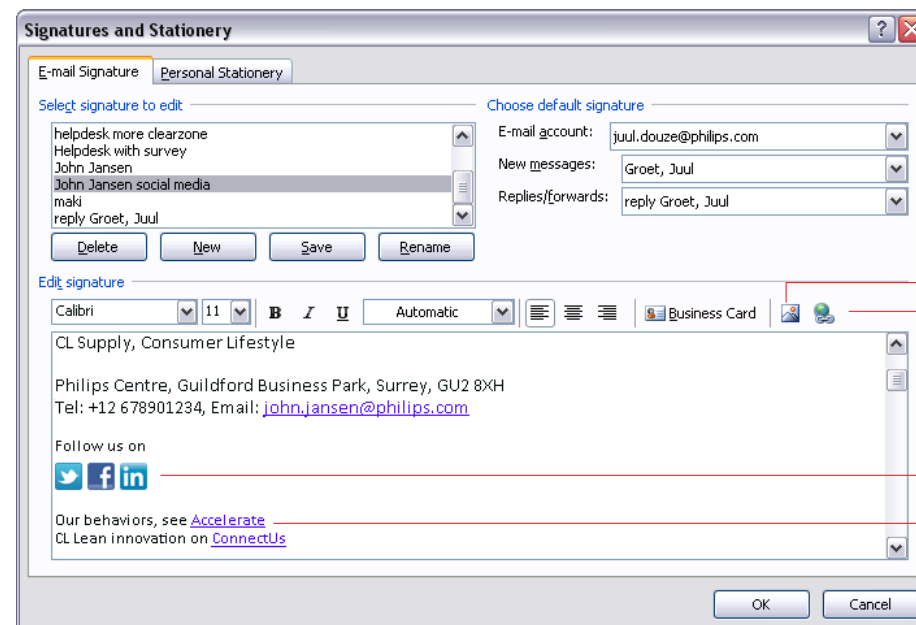 Signatures and Stationery
?
E-mail Signature
Personal Stationery
Select signature to edit
Choose default signature
helpdesk more clearzone
Helpdesk with survey
John Jansen
John Jansen social media
maki
reply Groet, Juul
E-mail account:
juul.douze@philips.com
New messages:
Groet, Juul
Replies/forwards:
reply Groet, Juul
Delete
New
Save
Rename
Edit signature
Calibri
11
B
I
U
Automatic
Business Card
CL Supply, Consumer Lifestyle
Philips Centre, Guildford Business Park, Surrey, GU2 8XH
Tel: +12 678901234, Email: john.jansen@philips.com
Follow us on
f in
Our behaviors, see Accelerate
CL Lean innovation on ConnectUs
OK
Cancel